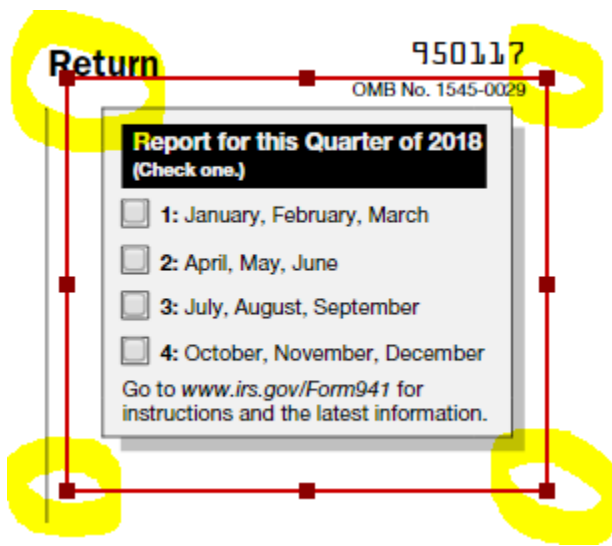 Return
950117
OMB No. 1545-0029
Report for this Quarter of 2018
(Check one.)
1: January, February, March
2: April, May, June
3: July, August, September
4: October, November, December
Go to www.irs.gov/Form941 for
instructions and the latest information.